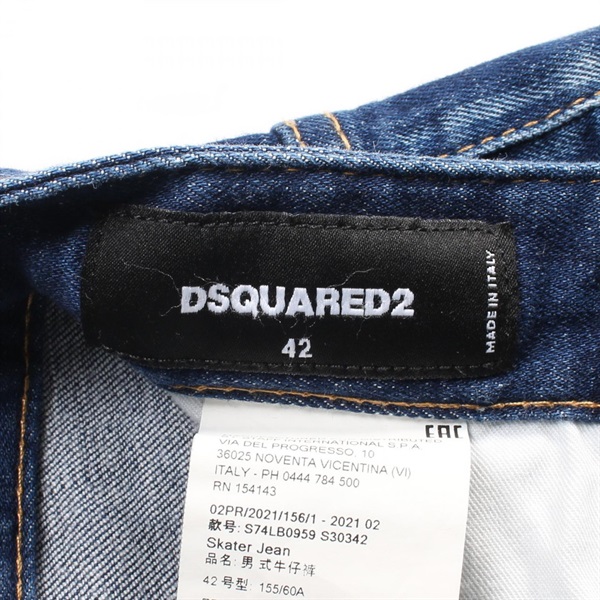 DSQUARED2
42
MADE IN ITALY
EAC
INTERNATIONAL S.P.A
VIA DEL PROGRESSO, 10
36025 NOVENTA VICENTINA (VI)
ITALY - PH 0444 784 500
RN 154143
02PR/2021/156/1 - 2021 02
款号: S74LB0959 S30342
Skater Jean
品名: 男式牛仔裤
42 号型: 155/60A